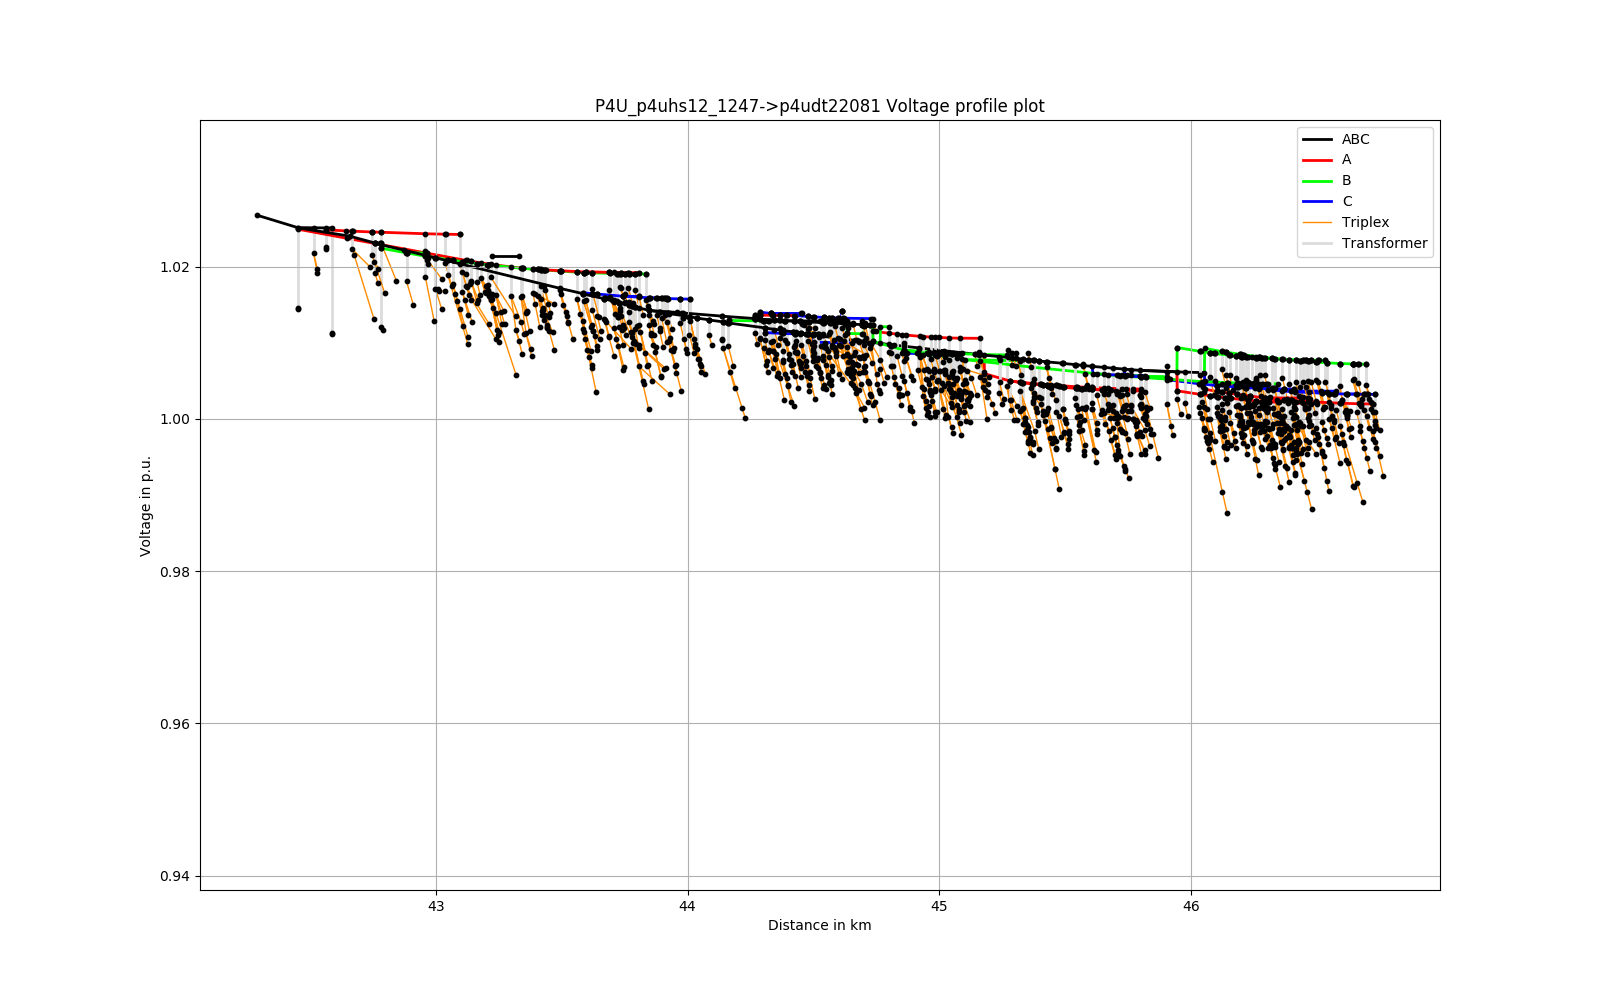 P4U_p4uhs12_1247->p4udt22081 Voltage profile plot
ABC
A
B
C
Triplex
Transformer
Voltage in p.u.
1.02
1.00
0.98
0.96
0.94
43 44 45 46
Distance in km